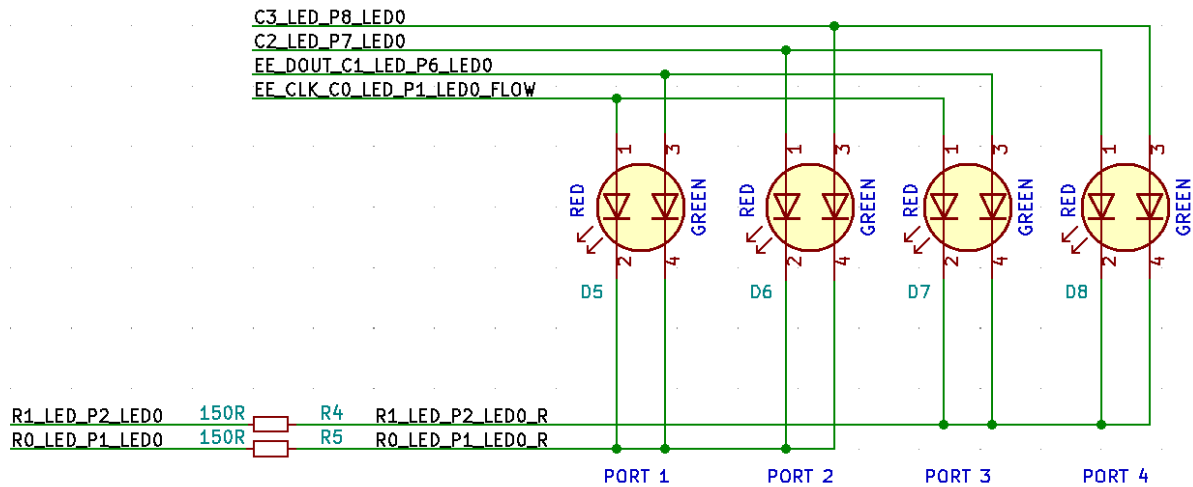 C3_LED_P8_LED0
C2_LED_P7_LED0
EE_DOUT_C1_LED_P6_LED0
EE_CLK_C0_LED_P1_LED0_FLOW
1 3 1 3 1 3 1 3
RED GREEN RED GREEN RED GREEN RED GREEN
2 4 2 4 2 4 2 4
D5 D6 D7 D8
R1_LED_P2_LED0 150R R4 R1_LED_P2_LED0_R
R0_LED_P1_LED0 150R R5 R0_LED_P1_LED0_R
PORT 1 PORT 2 PORT 3 PORT 4